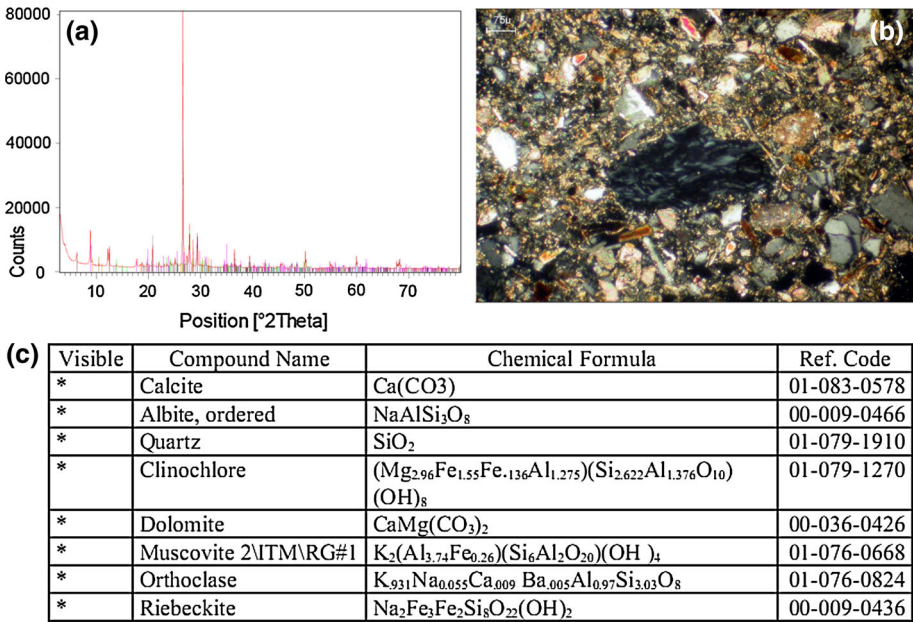 (a)
80000
60000
40000
20000
0
Counts
10 20 30 40 50 60 70
Position [°2Theta]
75µ
(b)
(c)
Visible Compound Name Chemical Formula Ref. Code
* Calcite Ca(CO3) 01-083-0578
* Albite, ordered NaAlSi₃O₈ 00-009-0466
* Quartz SiO₂ 01-079-1910
* Clinochlore (Mg₂.₉₆Fe₁.₅₅Fe.₁₃₆Al₁.₂₇₅)(Si₂.₆₂₂Al₁.₃₇₆O₁₀) 01-079-1270
(OH)₈
* Dolomite CaMg(CO₃)₂ 00-036-0426
* Muscovite 2\ITM\RG#1 K₂(Al₃.₇₄Fe₀.₂₆)(Si₆Al₂O₂₀)(OH )₄ 01-076-0668
* Orthoclase K.₉₃₁Na₀.₀₅₅Ca.₀₀₉ Ba.₀₀₅Al₀.₉₇Si₃.₀₃O₈ 01-076-0824
* Riebeckite Na₂Fe₃Fe₂Si₈O₂₂(OH)₂ 00-009-0436